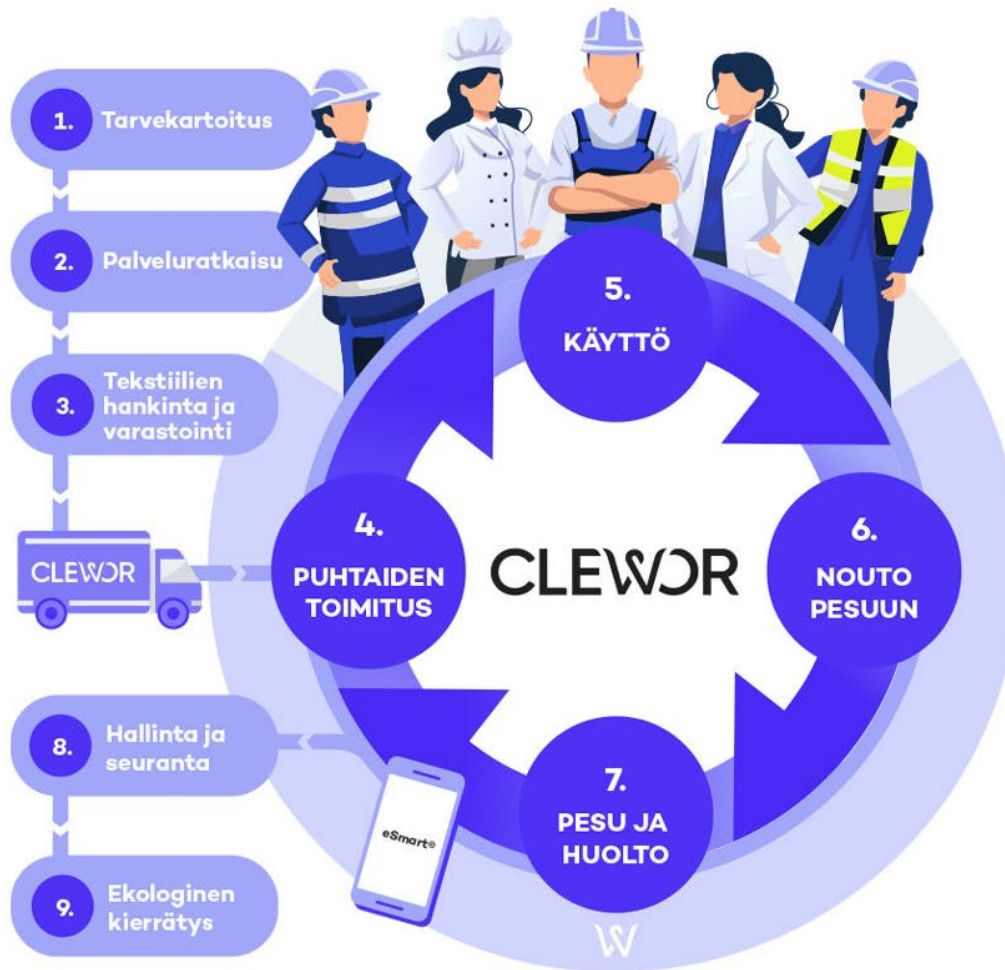 1. Tarvekartoitus
2. Palveluratkaisu
3. Tekstiilien
hankinta ja
varastointi
CLEWOR
4.
PUHTAIDEN
TOIMITUS
5.
KÄYTTÖ
6.
NOUTO
PESUUN
7.
PESU JA
HUOLTO
CLEWOR
8. Hallinta ja
seuranta
eSmart®
9. Ekologinen
kierrätys
W